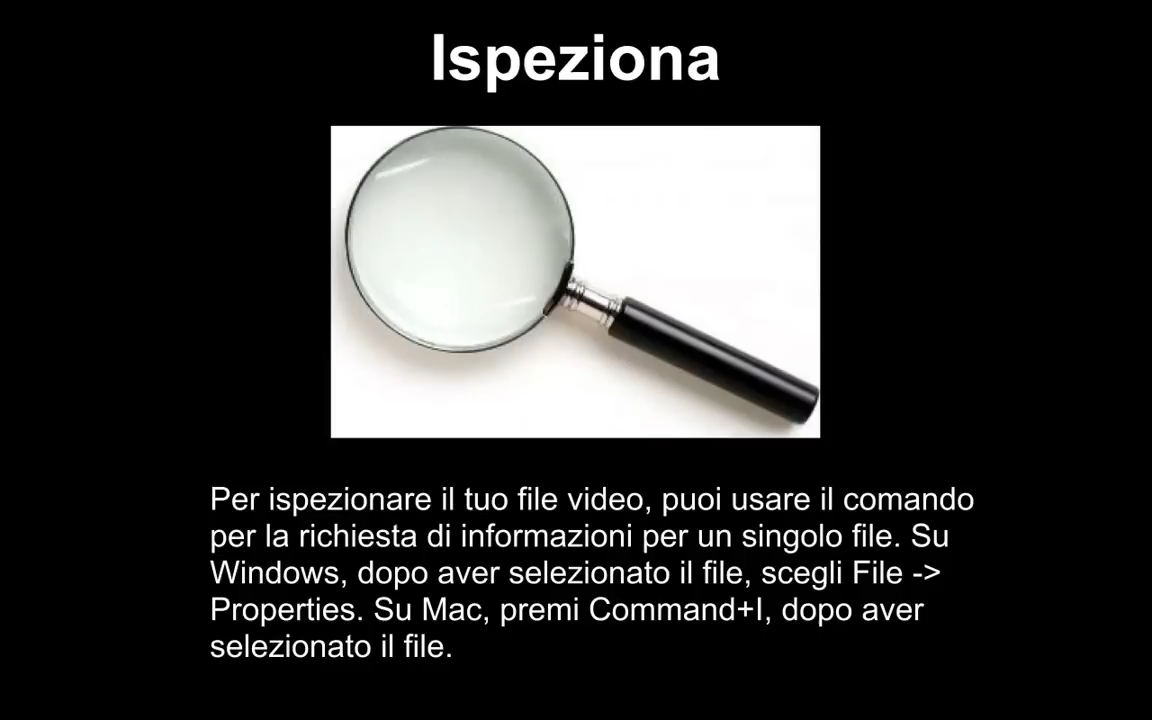 Ispeziona
Per ispezionare il tuo file video, puoi usare il comando
per la richiesta di informazioni per un singolo file. Su
Windows, dopo aver selezionato il file, scegli File ->
Properties. Su Mac, premi Command+I, dopo aver
selezionato il file.